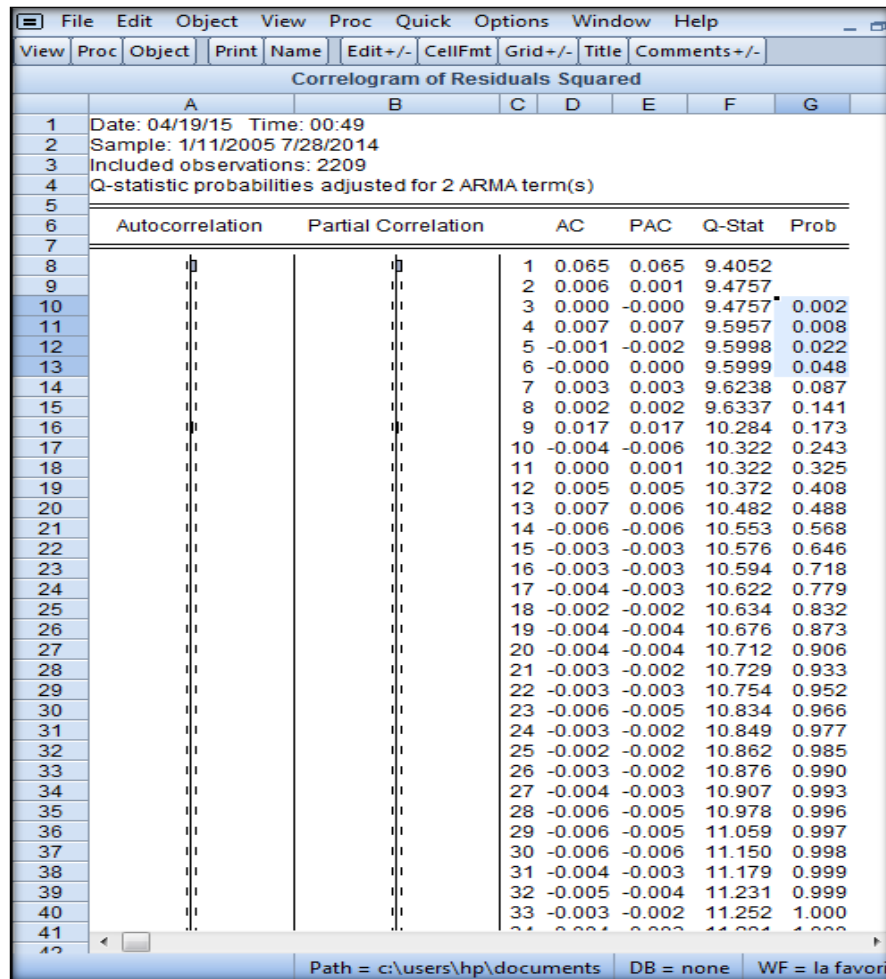 File Edit Object View Proc Quick Options Window Help
View Proc Object Print Name Edit+/- CellFmt Grid+/- Title Comments+/-
Correlogram of Residuals Squared
A B C D E F G
1 Date: 04/19/15 Time: 00:49
2 Sample: 1/11/2005 7/28/2014
3 Included observations: 2209
4 Q-statistic probabilities adjusted for 2 ARMA term(s)
5
6 Autocorrelation Partial Correlation AC PAC Q-Stat Prob
7
8 1 0.065 0.065 9.4052
9 2 0.006 0.001 9.4757
10 3 0.000 -0.000 9.4757 0.002
11 4 0.007 0.007 9.5957 0.008
12 5 -0.001 -0.002 9.5998 0.022
13 6 -0.000 0.000 9.5999 0.048
14 7 0.003 0.003 9.6238 0.087
15 8 0.002 0.002 9.6337 0.141
16 9 0.017 0.017 10.284 0.173
17 10 -0.004 -0.006 10.322 0.243
18 11 0.000 0.001 10.322 0.325
19 12 0.005 0.005 10.372 0.408
20 13 0.007 0.006 10.482 0.488
21 14 -0.006 -0.006 10.553 0.568
22 15 -0.003 -0.003 10.576 0.646
23 16 -0.003 -0.003 10.594 0.718
24 17 -0.004 -0.003 10.622 0.779
25 18 -0.002 -0.002 10.634 0.832
26 19 -0.004 -0.004 10.676 0.873
27 20 -0.004 -0.004 10.712 0.906
28 21 -0.003 -0.002 10.729 0.933
29 22 -0.003 -0.003 10.754 0.952
30 23 -0.006 -0.005 10.834 0.966
31 24 -0.003 -0.002 10.849 0.977
32 25 -0.002 -0.002 10.862 0.985
33 26 -0.003 -0.002 10.876 0.990
34 27 -0.004 -0.003 10.907 0.993
35 28 -0.006 -0.005 10.978 0.996
36 29 -0.006 -0.005 11.059 0.997
37 30 -0.006 -0.006 11.150 0.998
38 31 -0.004 -0.003 11.179 0.999
39 32 -0.005 -0.004 11.231 0.999
40 33 -0.003 -0.002 11.252 1.000
41
Path = c:\users\hp\documents DB = none WF = la favori